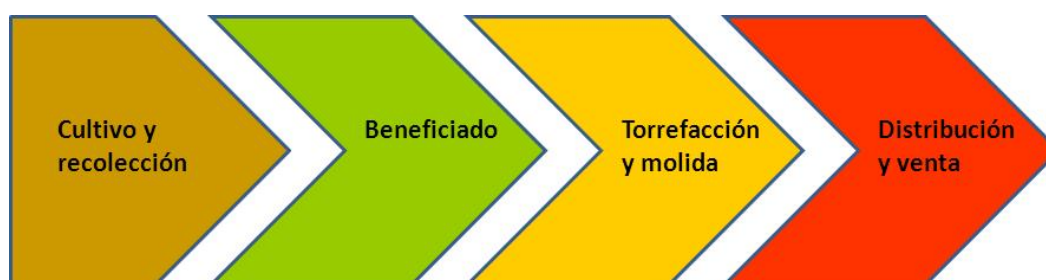 Cultivo y
recolección
Beneficiado
Torrefacción
y molida
Distribución
y venta